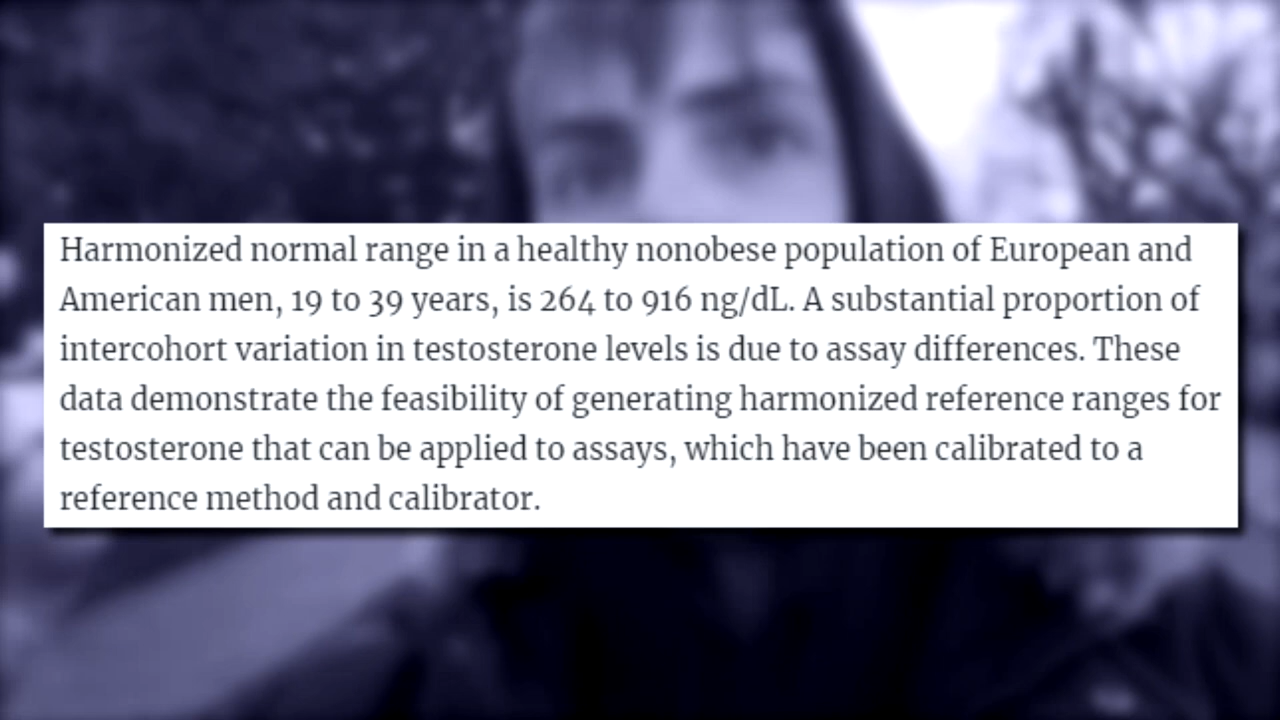 Harmonized normal range in a healthy nonobese population of European and
American men, 19 to 39 years, is 264 to 916 ng/dL. A substantial proportion of
intercohort variation in testosterone levels is due to assay differences. These
data demonstrate the feasibility of generating harmonized reference ranges for
testosterone that can be applied to assays, which have been calibrated to a
reference method and calibrator.